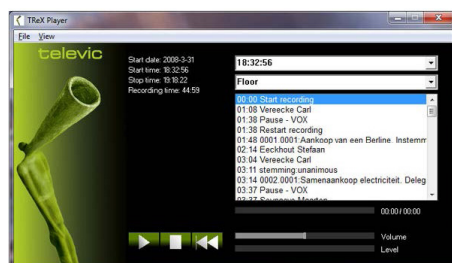 TReX Player
File View
televic
Start date: 2008-3-31
Start time: 18:32:56
Stop time: 19:18:22
Recording time: 44:59
18:32:56
Floor
00:00 Start recording
01:08 Vereecke Carl
01:38 Pause - VOX
01:38 Restart recording
01:48 0001.0001:Aankoop van een Berline. Instemm
02:14 Eeckhout Stefaan
03:04 Vereecke Carl
03:11 stemming:unanimous
03:14 0002.0001:Samenaankoop electriciteit. Deleg
03:37 Pause - VOX
03:37
00:00 / 00:00
Volume
Level